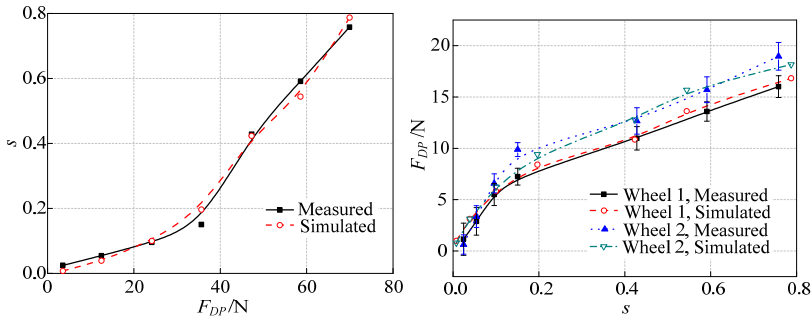 0.8
0.6
0.4
0.2
0.0
s
0 20 40 60 80
F_DP/N
Measured
Simulated
20
15
10
5
0
F_DP/N
0.0 0.2 0.4 0.6 0.8
s
Wheel 1, Measured
Wheel 1, Simulated
Wheel 2, Measured
Wheel 2, Simulated